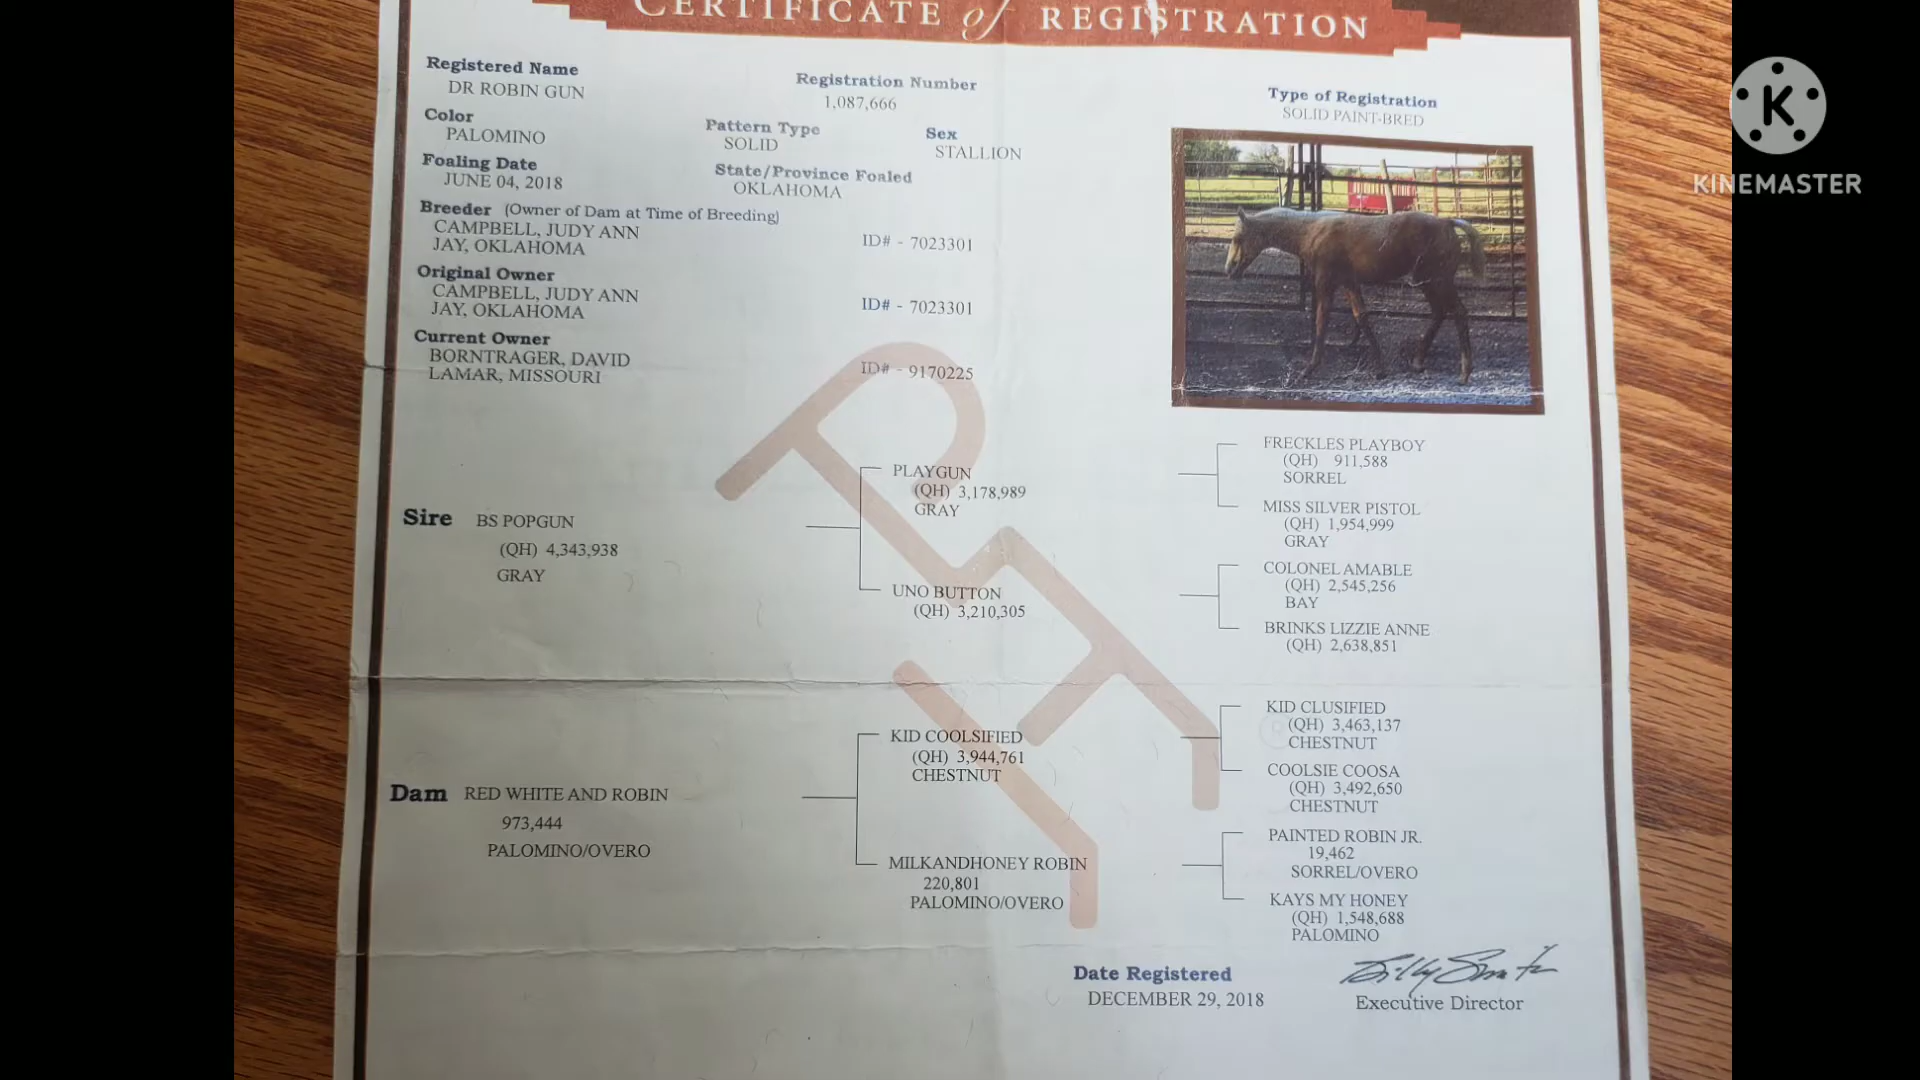 CERTIFICATE of REGISTRATION
Registered Name
DR ROBIN GUN
Registration Number
1,087,666
Type of Registration
SOLID PAINT-BRED
Color
PALOMINO
Pattern Type
SOLID
Sex
STALLION
Foaling Date
JUNE 04, 2018
State/Province Foaled
OKLAHOMA
Breeder (Owner of Dam at Time of Breeding)
CAMPBELL, JUDY ANN
JAY, OKLAHOMA
ID# - 7023301
Original Owner
CAMPBELL, JUDY ANN
JAY, OKLAHOMA
ID# - 7023301
Current Owner
BORNTRAGER, DAVID
LAMAR, MISSOURI
ID# - 9170225
Sire BS POPGUN
(QH) 4,343,938
GRAY
PLAYGUN
(QH) 3,178,989
GRAY
UNO BUTTON
(QH) 3,210,305
FRECKLES PLAYBOY
(QH) 911,588
SORREL
MISS SILVER PISTOL
(QH) 1,954,999
GRAY
COLONEL AMABLE
(QH) 2,545,256
BAY
BRINKS LIZZIE ANNE
(QH) 2,638,851
Dam RED WHITE AND ROBIN
973,444
PALOMINO/OVERO
KID COOLSIFIED
(QH) 3,944,761
CHESTNUT
MILKANDHONEY ROBIN
220,801
PALOMINO/OVERO
KID CLUSIFIED
(QH) 3,463,137
CHESTNUT
COOLSIE COOSA
(QH) 3,492,650
CHESTNUT
PAINTED ROBIN JR.
19,462
SORREL/OVERO
KAYS MY HONEY
(QH) 1,548,688
PALOMINO
Date Registered
DECEMBER 29, 2018
Executive Director
K
KINEMASTER